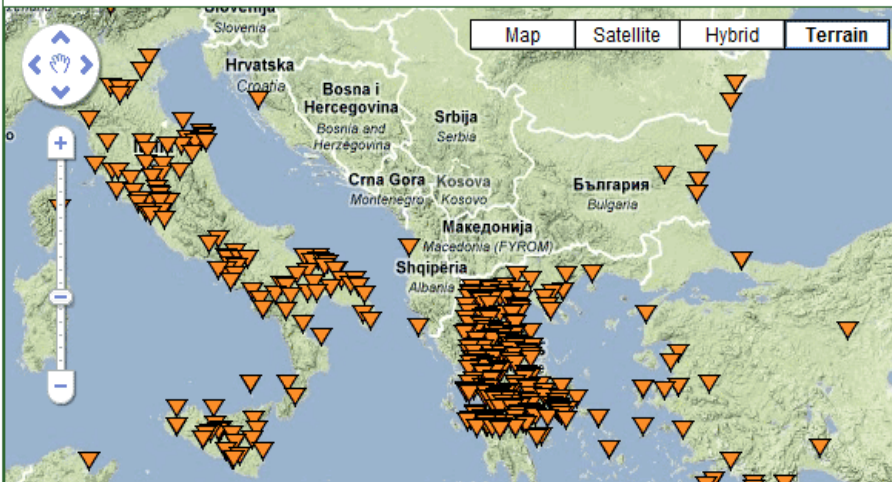 Map
Satellite
Hybrid
Terrain
Slovenija
Slovenia
Hrvatska
Croatia
Bosna i
Hercegovina
Bosnia and
Herzegovina
Srbija
Serbia
Crna Gora
Montenegro
Kosova
Kosovo
България
Bulgaria
Македонија
Macedonia (FYROM)
Shqipëria
Albania